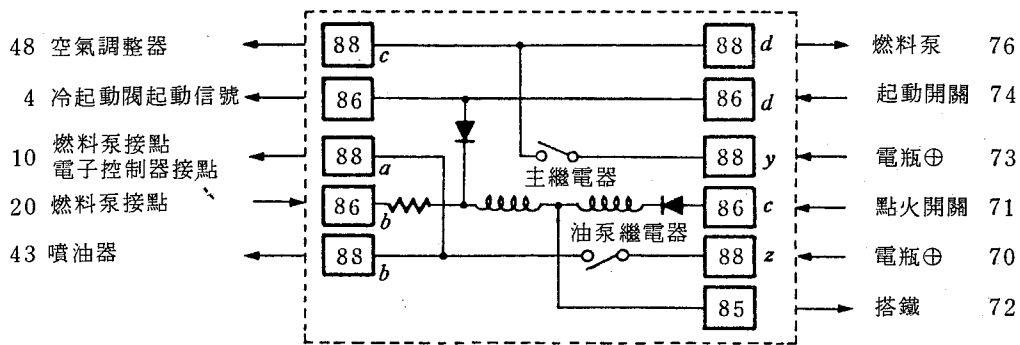 48 空氣調整器 88 c 88 d 燃料泵 76
4 冷起動閥起動信號 86 86 d 起動開關 74
10 燃料泵接點
電子控制器接點 88 a 88 y 電瓶⊕ 73
主繼電器
20 燃料泵接點 86 b 86 c 點火開關 71
油泵繼電器
43 噴油器 88 b 88 z 電瓶⊕ 70
85 搭鐵 72